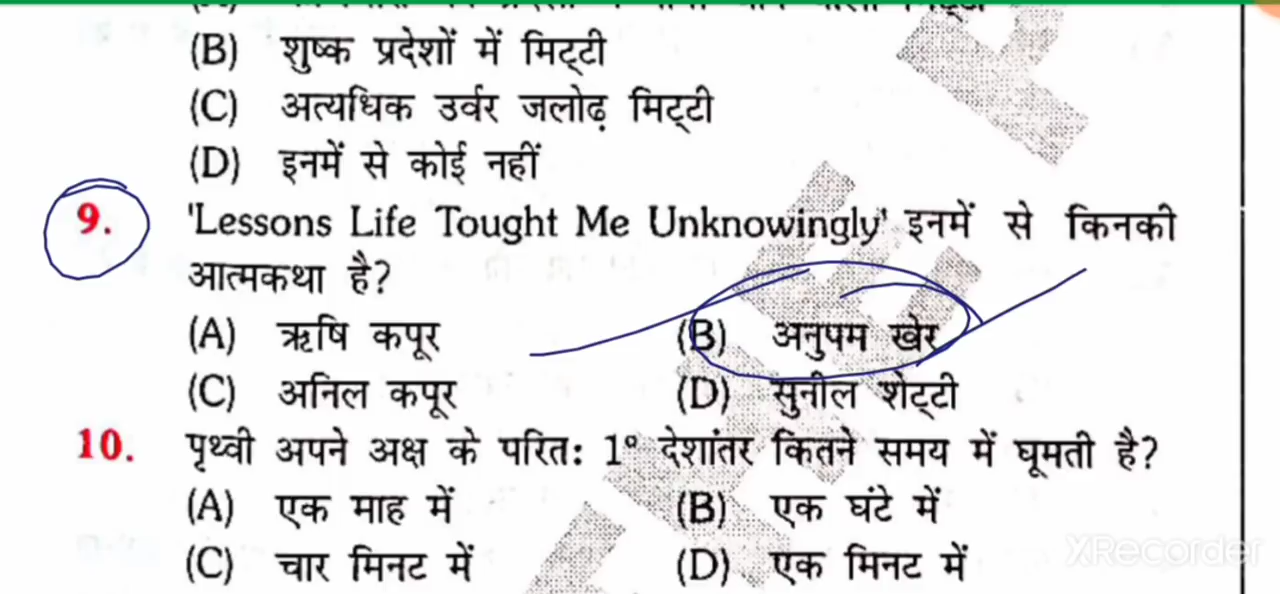 (B) शुष्क प्रदेशों में मिट्टी
(C) अत्यधिक उर्वर जलोढ़ मिट्टी
(D) इनमें से कोई नहीं
9. 'Lessons Life Tought Me Unknowingly' इनमें से किनकी
आत्मकथा है?
(A) ऋषि कपूर (B) अनुपम खेर
(C) अनिल कपूर (D) सुनील शेट्टी
10. पृथ्वी अपने अक्ष के परितः 1° देशांतर कितने समय में घूमती है?
(A) एक माह में (B) एक घंटे में
(C) चार मिनट में (D) एक मिनट में
XRecorder